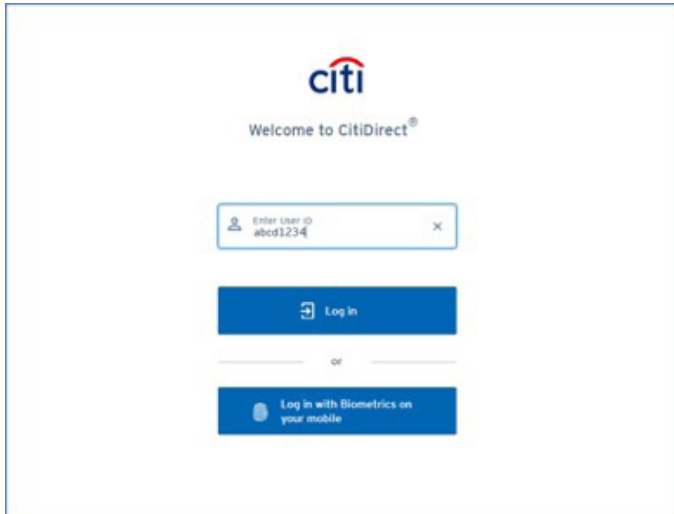 citi
Welcome to CitiDirect®
Enter User ID
abcd1234
Log in
or
Log in with Biometrics on
your mobile